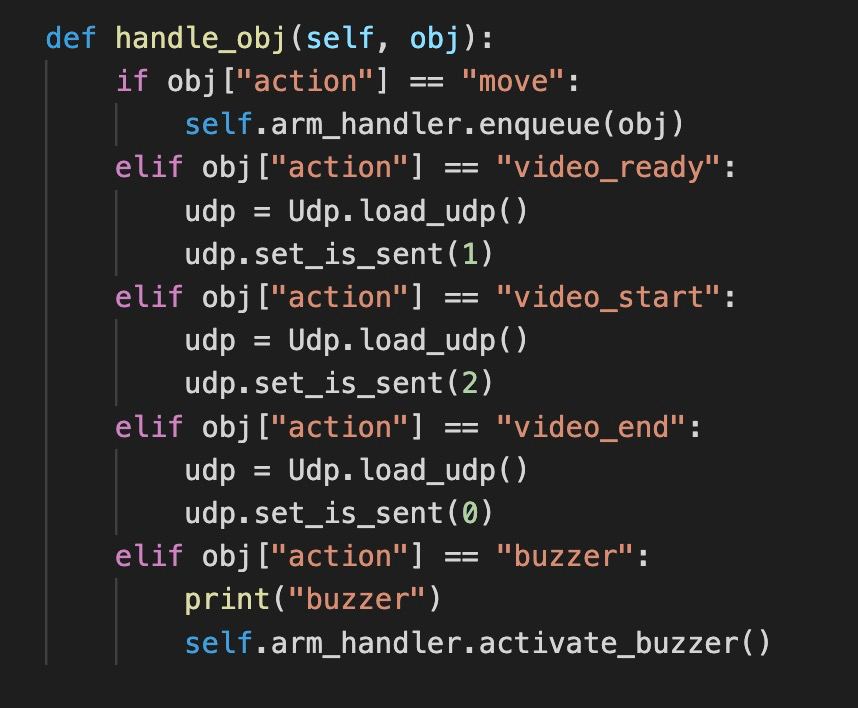 def handle_obj(self, obj):
    if obj["action"] == "move":
        self.arm_handler.enqueue(obj)
    elif obj["action"] == "video_ready":
        udp = Udp.load_udp()
        udp.set_is_sent(1)
    elif obj["action"] == "video_start":
        udp = Udp.load_udp()
        udp.set_is_sent(2)
    elif obj["action"] == "video_end":
        udp = Udp.load_udp()
        udp.set_is_sent(0)
    elif obj["action"] == "buzzer":
        print("buzzer")
        self.arm_handler.activate_buzzer()